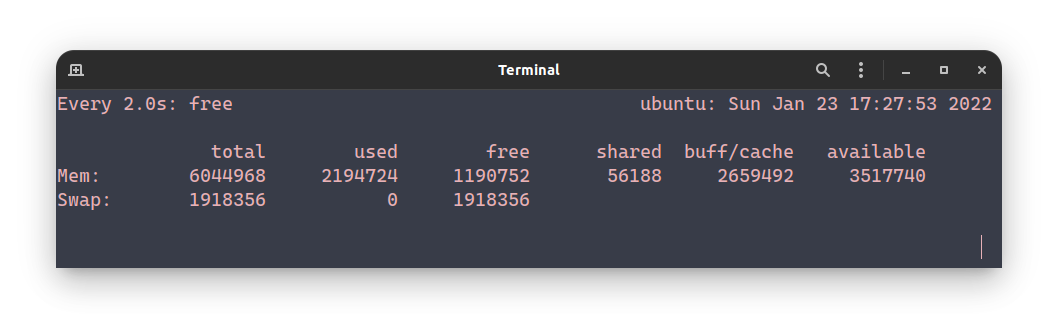 Terminal
Every 2.0s: free ubuntu: Sun Jan 23 17:27:53 2022
total used free shared buff/cache available
Mem: 6044968 2194724 1190752 56188 2659492 3517740
Swap: 1918356 0 1918356